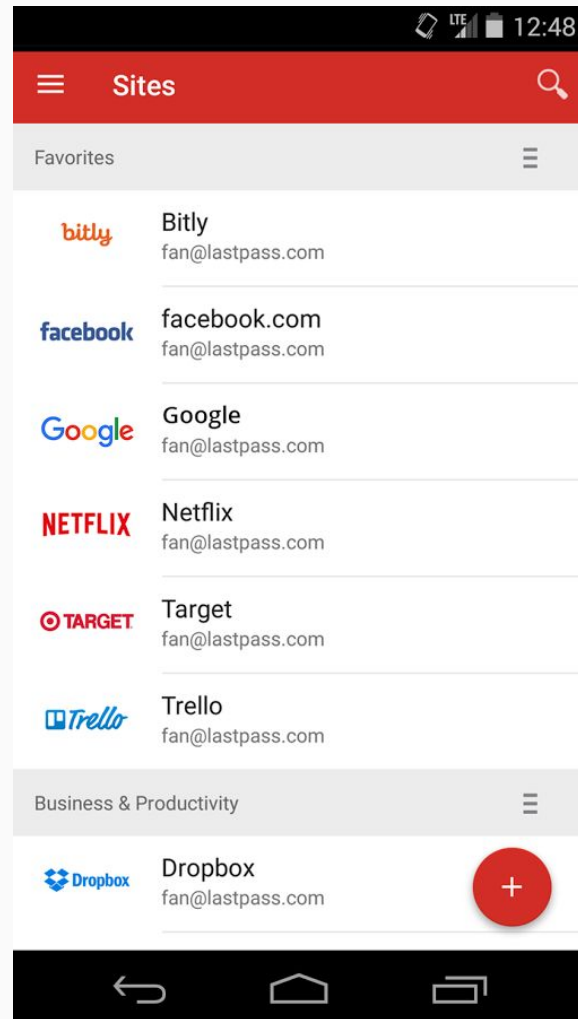 LTE 12:48
Sites
Favorites
bitly
Bitly
fan@lastpass.com
facebook
facebook.com
fan@lastpass.com
Google
Google
fan@lastpass.com
NETFLIX
Netflix
fan@lastpass.com
TARGET
Target
fan@lastpass.com
Trello
Trello
fan@lastpass.com
Business & Productivity
Dropbox
Dropbox
fan@lastpass.com